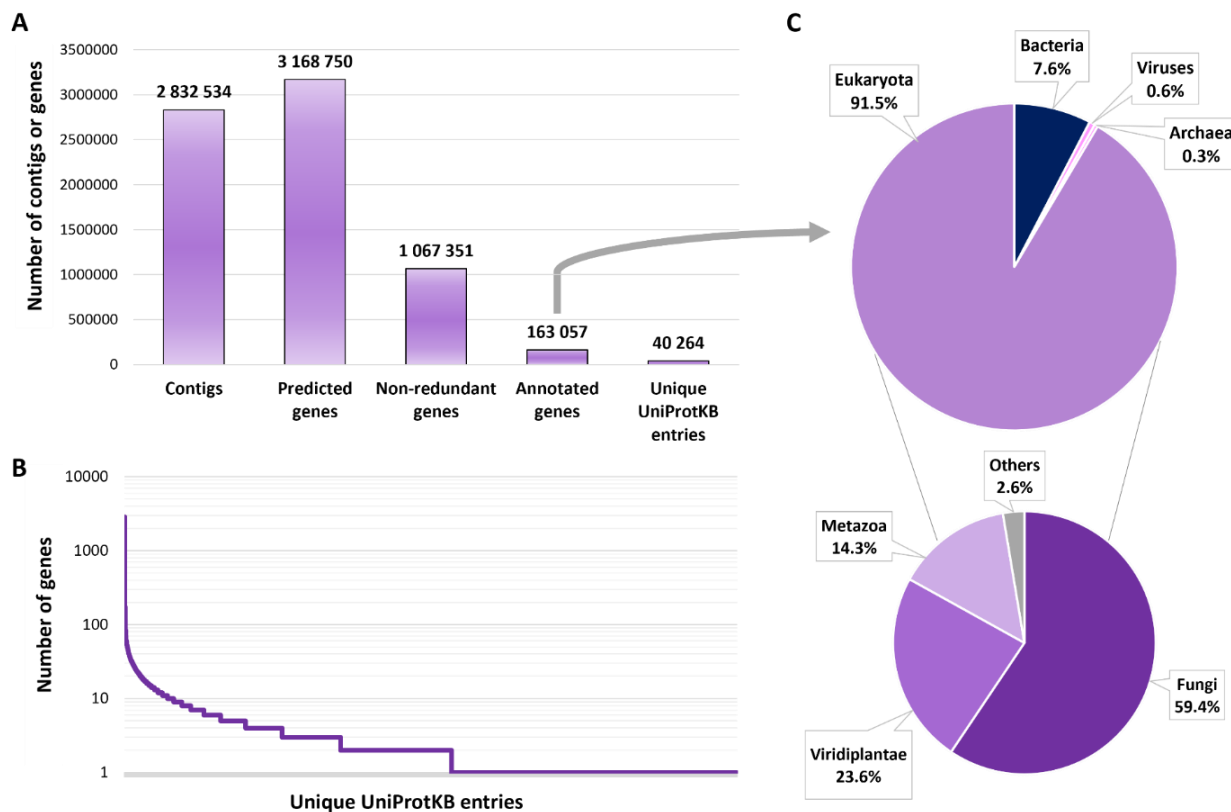 A
Number of contigs or genes
3500000
3000000
2500000
2000000
1500000
1000000
500000
0
2 832 534
3 168 750
1 067 351
163 057
40 264
Contigs
Predicted
genes
Non-redundant
genes
Annotated
genes
Unique
UniProtKB
entries
B
Number of genes
10000
1000
100
10
1
Unique UniProtKB entries
C
Eukaryota
91.5%
Bacteria
7.6%
Viruses
0.6%
Archaea
0.3%
Others
2.6%
Metazoa
14.3%
Viridiplantae
23.6%
Fungi
59.4%